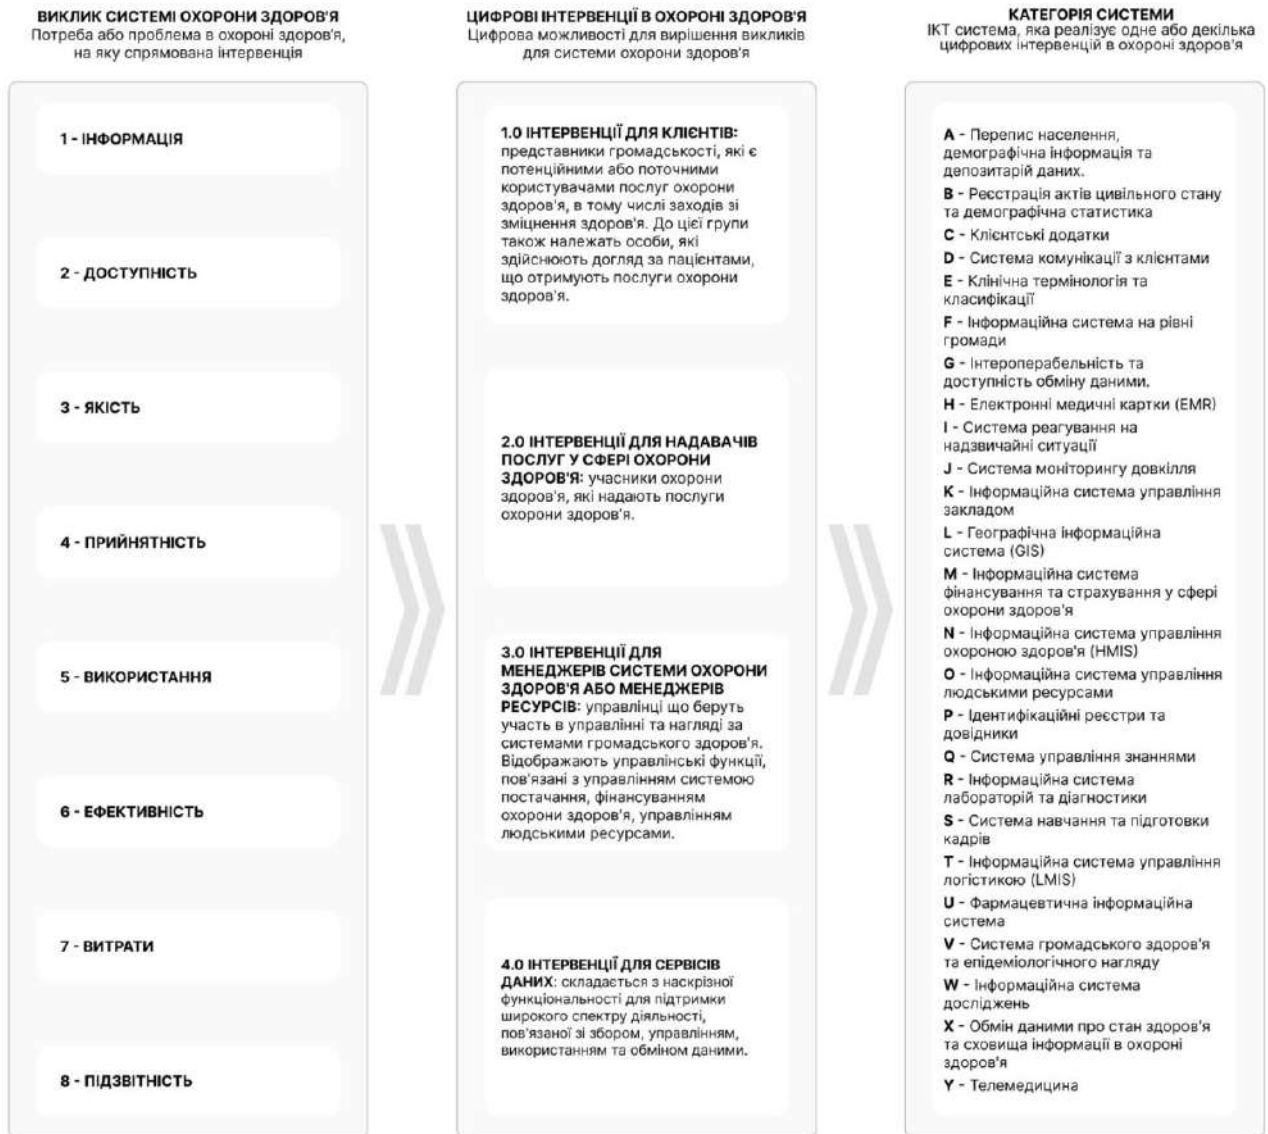 ВИКЛИК СИСТЕМІ ОХОРОНИ ЗДОРОВ'Я
Потреба або проблема в охороні здоров'я,
на яку спрямована інтервенція
1 - ІНФОРМАЦІЯ
2 - ДОСТУПНІСТЬ
3 - ЯКІСТЬ
4 - ПРИЙНЯТНІСТЬ
5 - ВИКОРИСТАННЯ
6 - ЕФЕКТИВНІСТЬ
7 - ВИТРАТИ
8 - ПІДЗВІТНІСТЬ
ЦИФРОВІ ІНТЕРВЕНЦІЇ В ОХОРОНІ ЗДОРОВ'Я
Цифрова можливості для вирішення викликів
для системи охорони здоров'я
1.0 ІНТЕРВЕНЦІЇ ДЛЯ КЛІЄНТІВ:
представники громадськості, які є
потенційними або поточними
користувачами послуг охорони
здоров'я, в тому числі заходів зі
зміцнення здоров'я. До цієї групи
також належать особи, які
здійснюють догляд за пацієнтами,
що отримують послуги охорони
здоров'я.
2.0 ІНТЕРВЕНЦІЇ ДЛЯ НАДАВАЧІВ
ПОСЛУГ У СФЕРІ ОХОРОНИ
ЗДОРОВ'Я: учасники охорони
здоров'я, які надають послуги
охорони здоров'я.
3.0 ІНТЕРВЕНЦІЇ ДЛЯ
МЕНЕДЖЕРІВ СИСТЕМИ ОХОРОНИ
ЗДОРОВ'Я АБО МЕНЕДЖЕРІВ
РЕСУРСІВ: управлінці що беруть
участь в управлінні та нагляді за
системами громадського здоров'я.
Відображають управлінські функції,
пов'язані з управлінням системою
постачання, фінансуванням
охорони здоров'я, управлінням
людськими ресурсами.
4.0 ІНТЕРВЕНЦІЇ ДЛЯ СЕРВІСІВ
ДАНИХ: складається з наскрізної
функціональності для підтримки
широкого спектру діяльності,
пов'язаної зі збором, управлінням,
використанням та обміном даними.
КАТЕГОРІЯ СИСТЕМИ
ІКТ система, яка реалізує одне або декілька
цифрових інтервенцій в охороні здоров'я
A - Перепис населення,
демографічна інформація та
депозитарій даних.
B - Реєстрація актів цивільного стану
та демографічна статистика
C - Клієнтські додатки
D - Система комунікації з клієнтами
E - Клінічна термінологія та
класифікації
F - Інформаційна система на рівні
громади
G - Інтероперабельність та
доступність обміну даними.
H - Електронні медичні картки (EMR)
I - Система реагування на
надзвичайні ситуації
J - Система моніторингу довкілля
K - Інформаційна система управління
закладом
L - Географічна інформаційна
система (GIS)
M - Інформаційна система
фінансування та страхування у сфері
охорони здоров'я
N - Інформаційна система управління
охороною здоров'я (HMIS)
O - Інформаційна система управління
людськими ресурсами
P - Ідентифікаційні реєстри та
довідники
Q - Система управління знаннями
R - Інформаційна система
лабораторій та діагностики
S - Система навчання та підготовки
кадрів
T - Інформаційна система управління
логістикою (LMIS)
U - Фармацевтична інформаційна
система
V - Система громадського здоров'я
та епідеміологічного нагляду
W - Інформаційна система
досліджень
X - Обмін даними про стан здоров'я
та сховища інформації в охороні
здоров'я
Y - Телемедицина